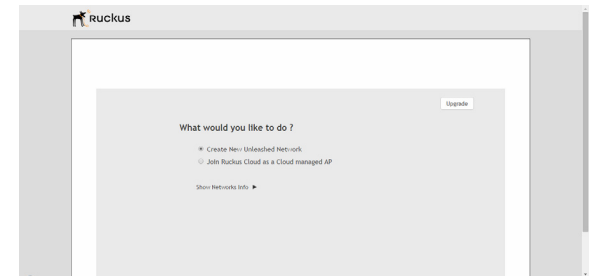 Ruckus
Upgrade
What would you like to do ?
Create New Unleashed Network
Join Ruckus Cloud as a Cloud managed AP
Show Networks Info